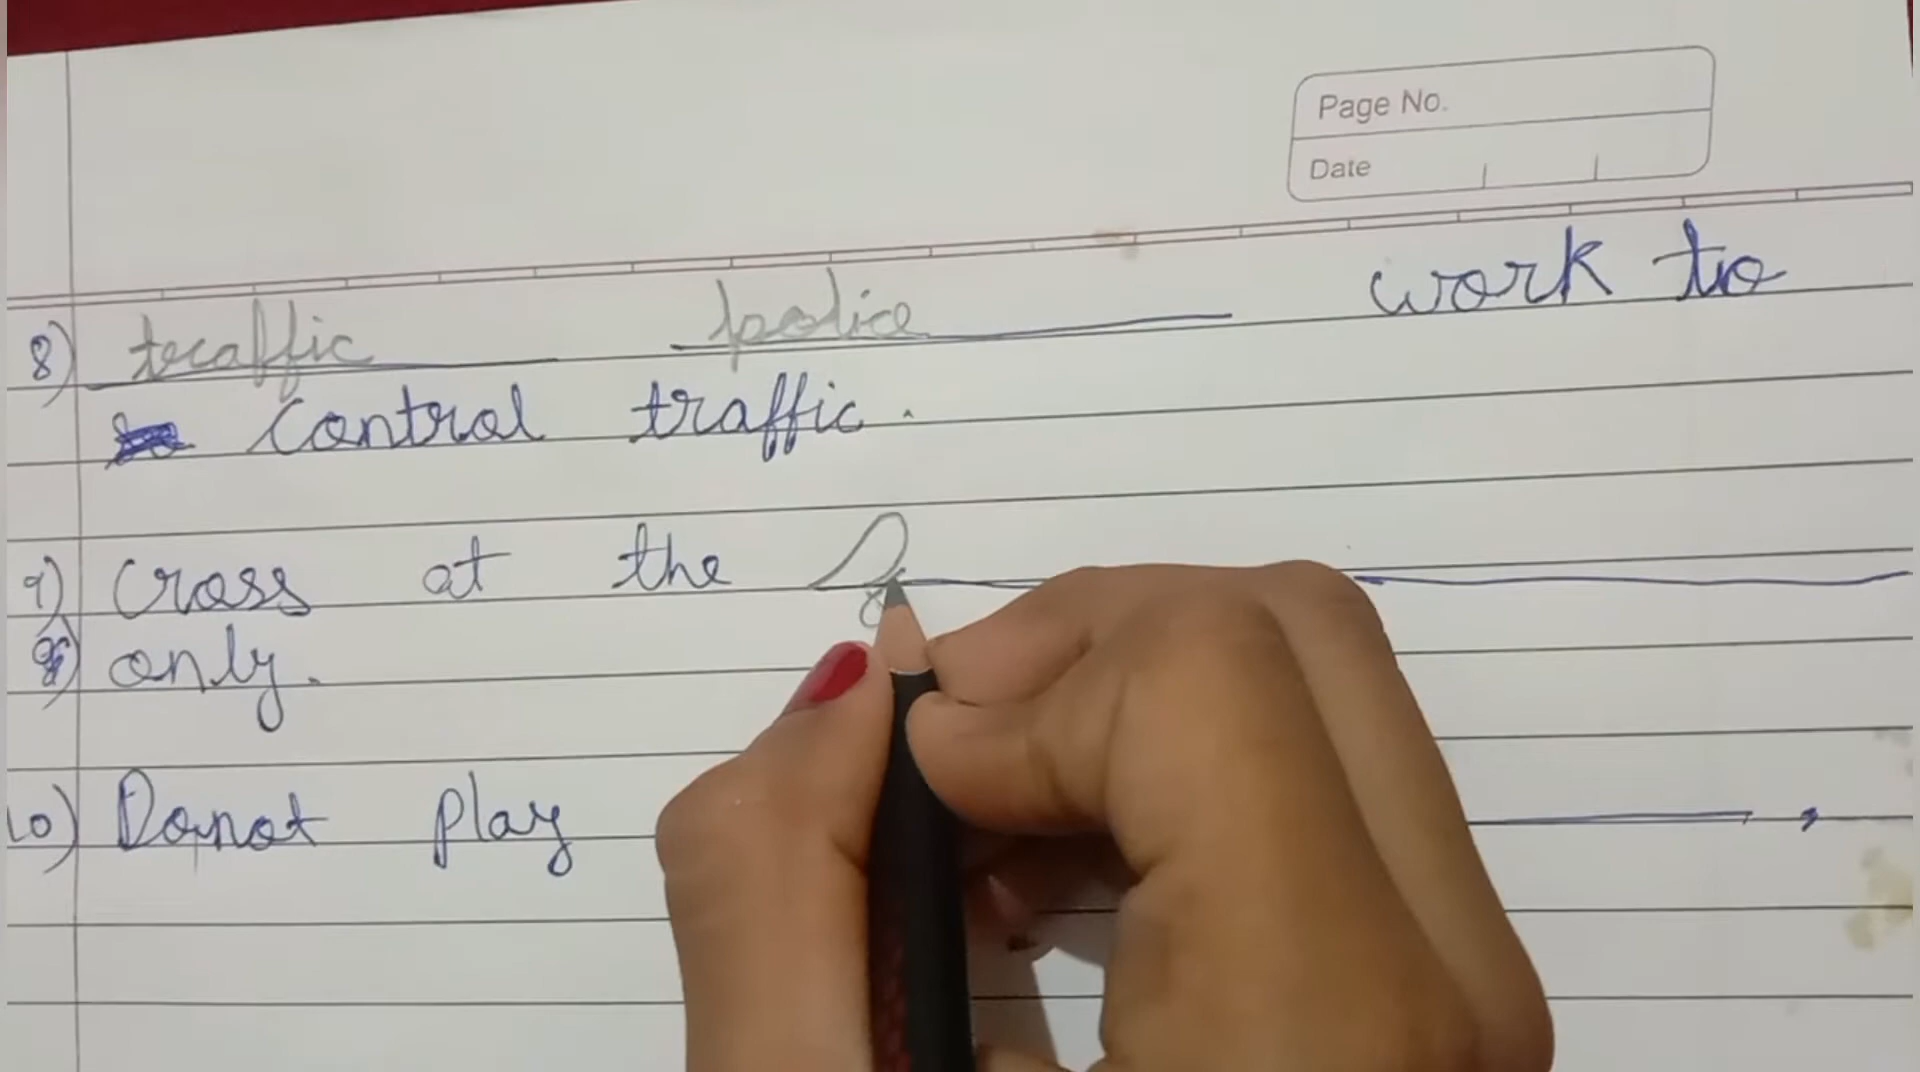 Page No.
Date
8) traffic police work to
control traffic.
9) Cross at the
only.
10) Donot play .